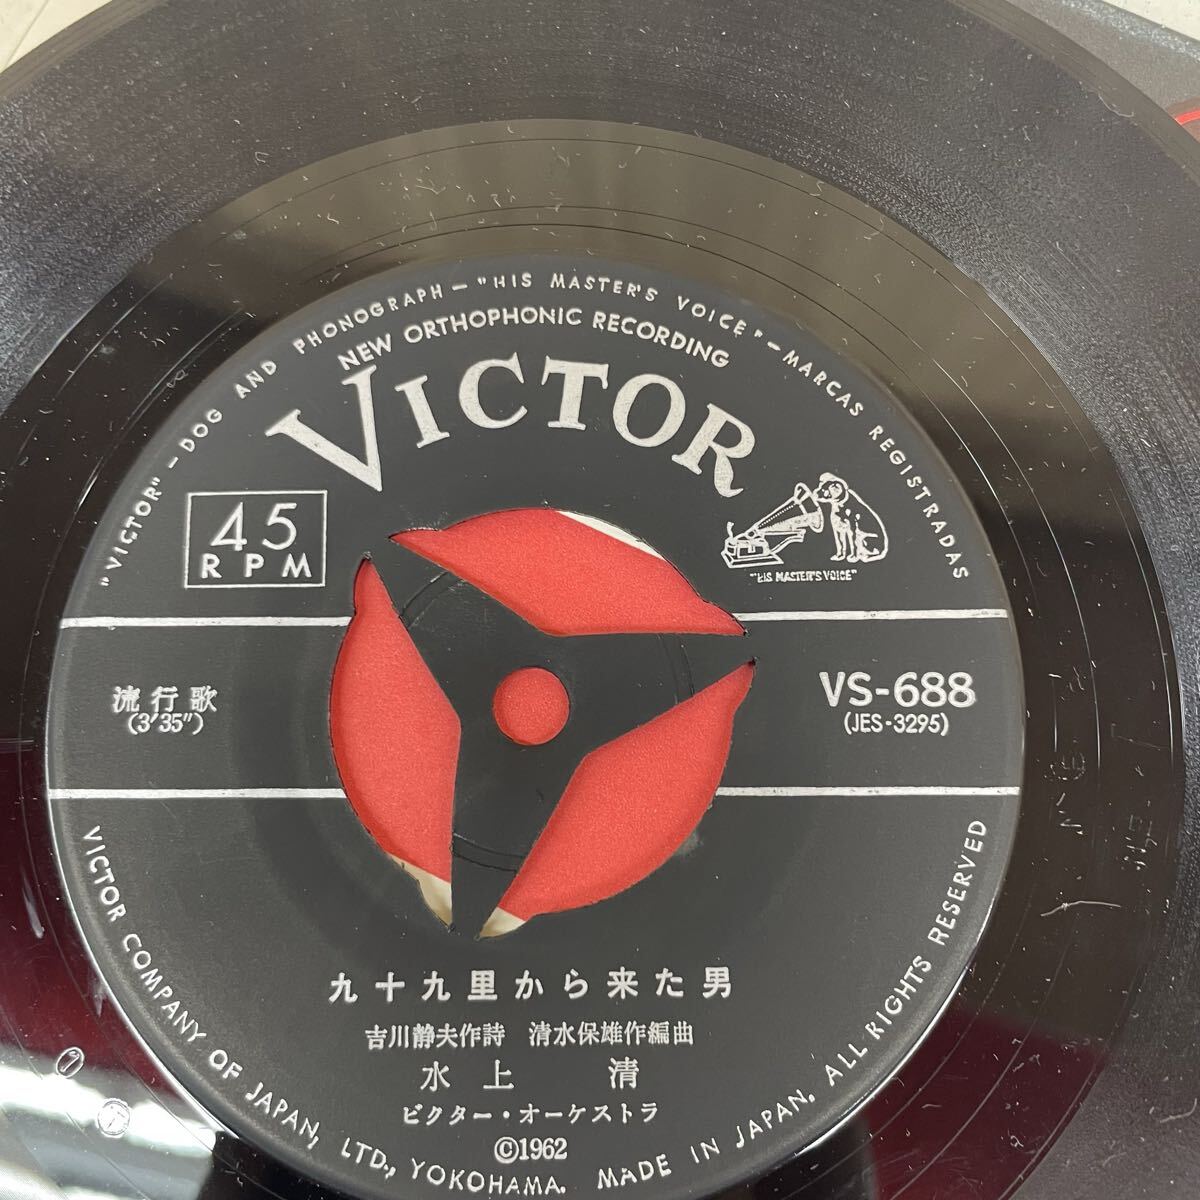 "VICTOR" – DOG AND PHONOGRAPH – "HIS MASTER'S VOICE" – MARCAS REGISTRADAS
NEW ORTHOPHONIC RECORDING
VICTOR
45
RPM
"HIS MASTER'S VOICE"
流行歌
(3′35″)
VS-688
(JES-3295)
九十九里から来た男
吉川静夫作詩 清水保雄作編曲
水上 清
ビクター・オーケストラ
©1962
VICTOR COMPANY OF JAPAN, LTD., YOKOHAMA. MADE IN JAPAN. ALL RIGHTS RESERVED